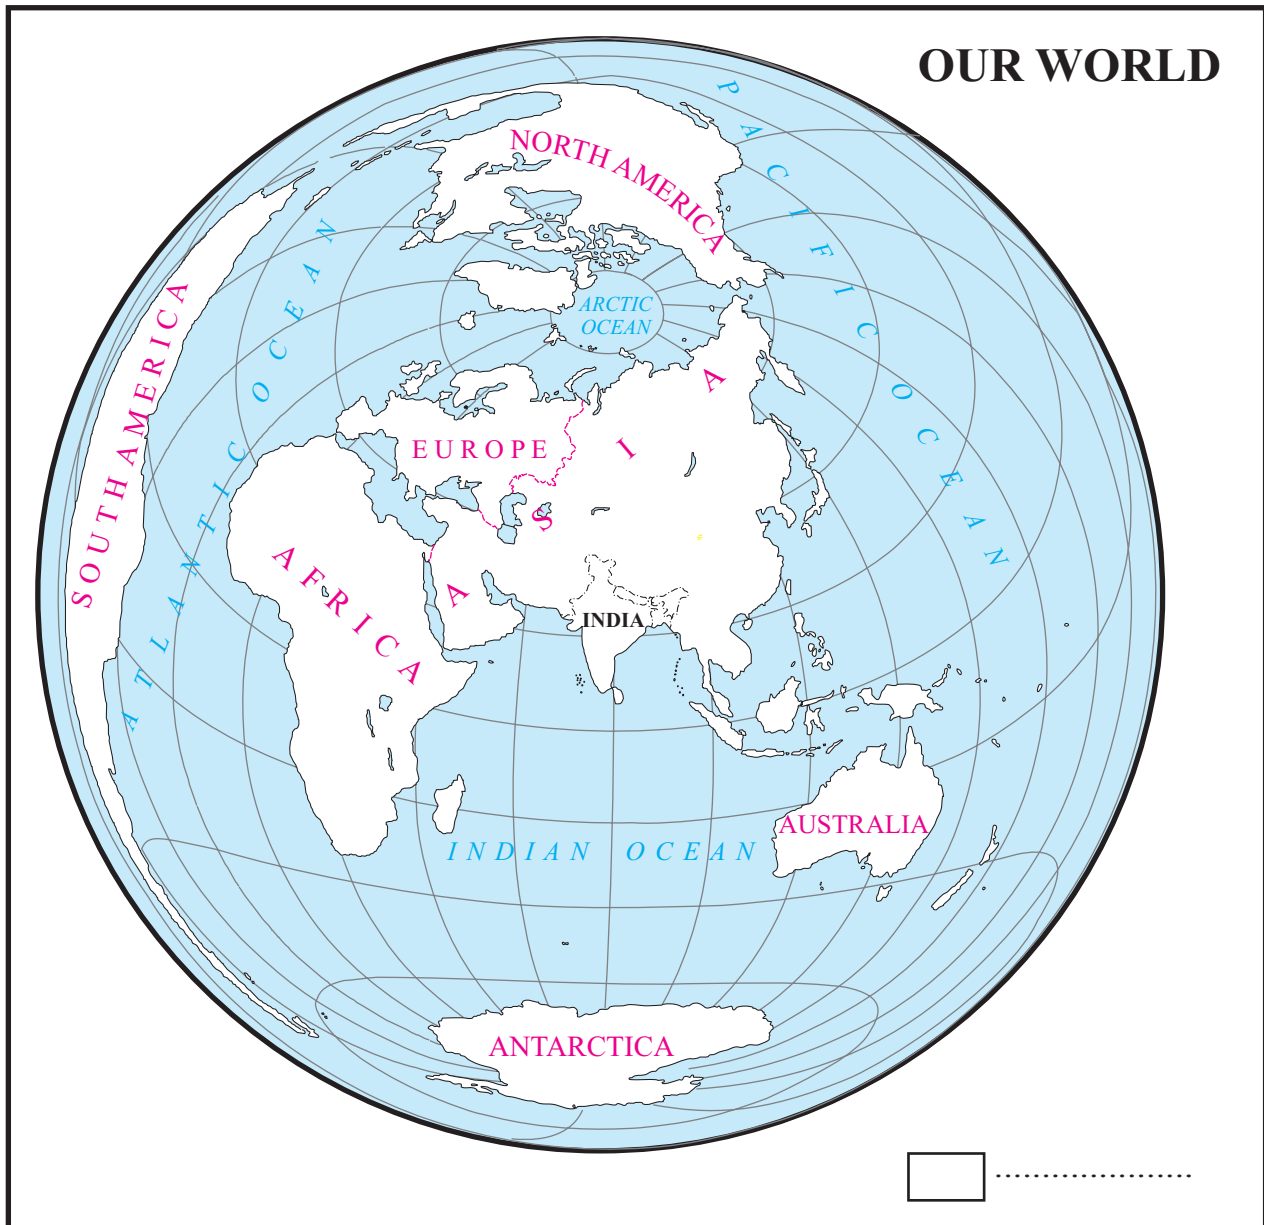 OUR WORLD
PACIFIC OCEAN
NORTH AMERICA
ATLANTIC OCEAN
ARCTIC
OCEAN
SOUTH AMERICA
EUROPE
ASIA
AFRICA
INDIA
AUSTRALIA
INDIAN OCEAN
ANTARCTICA